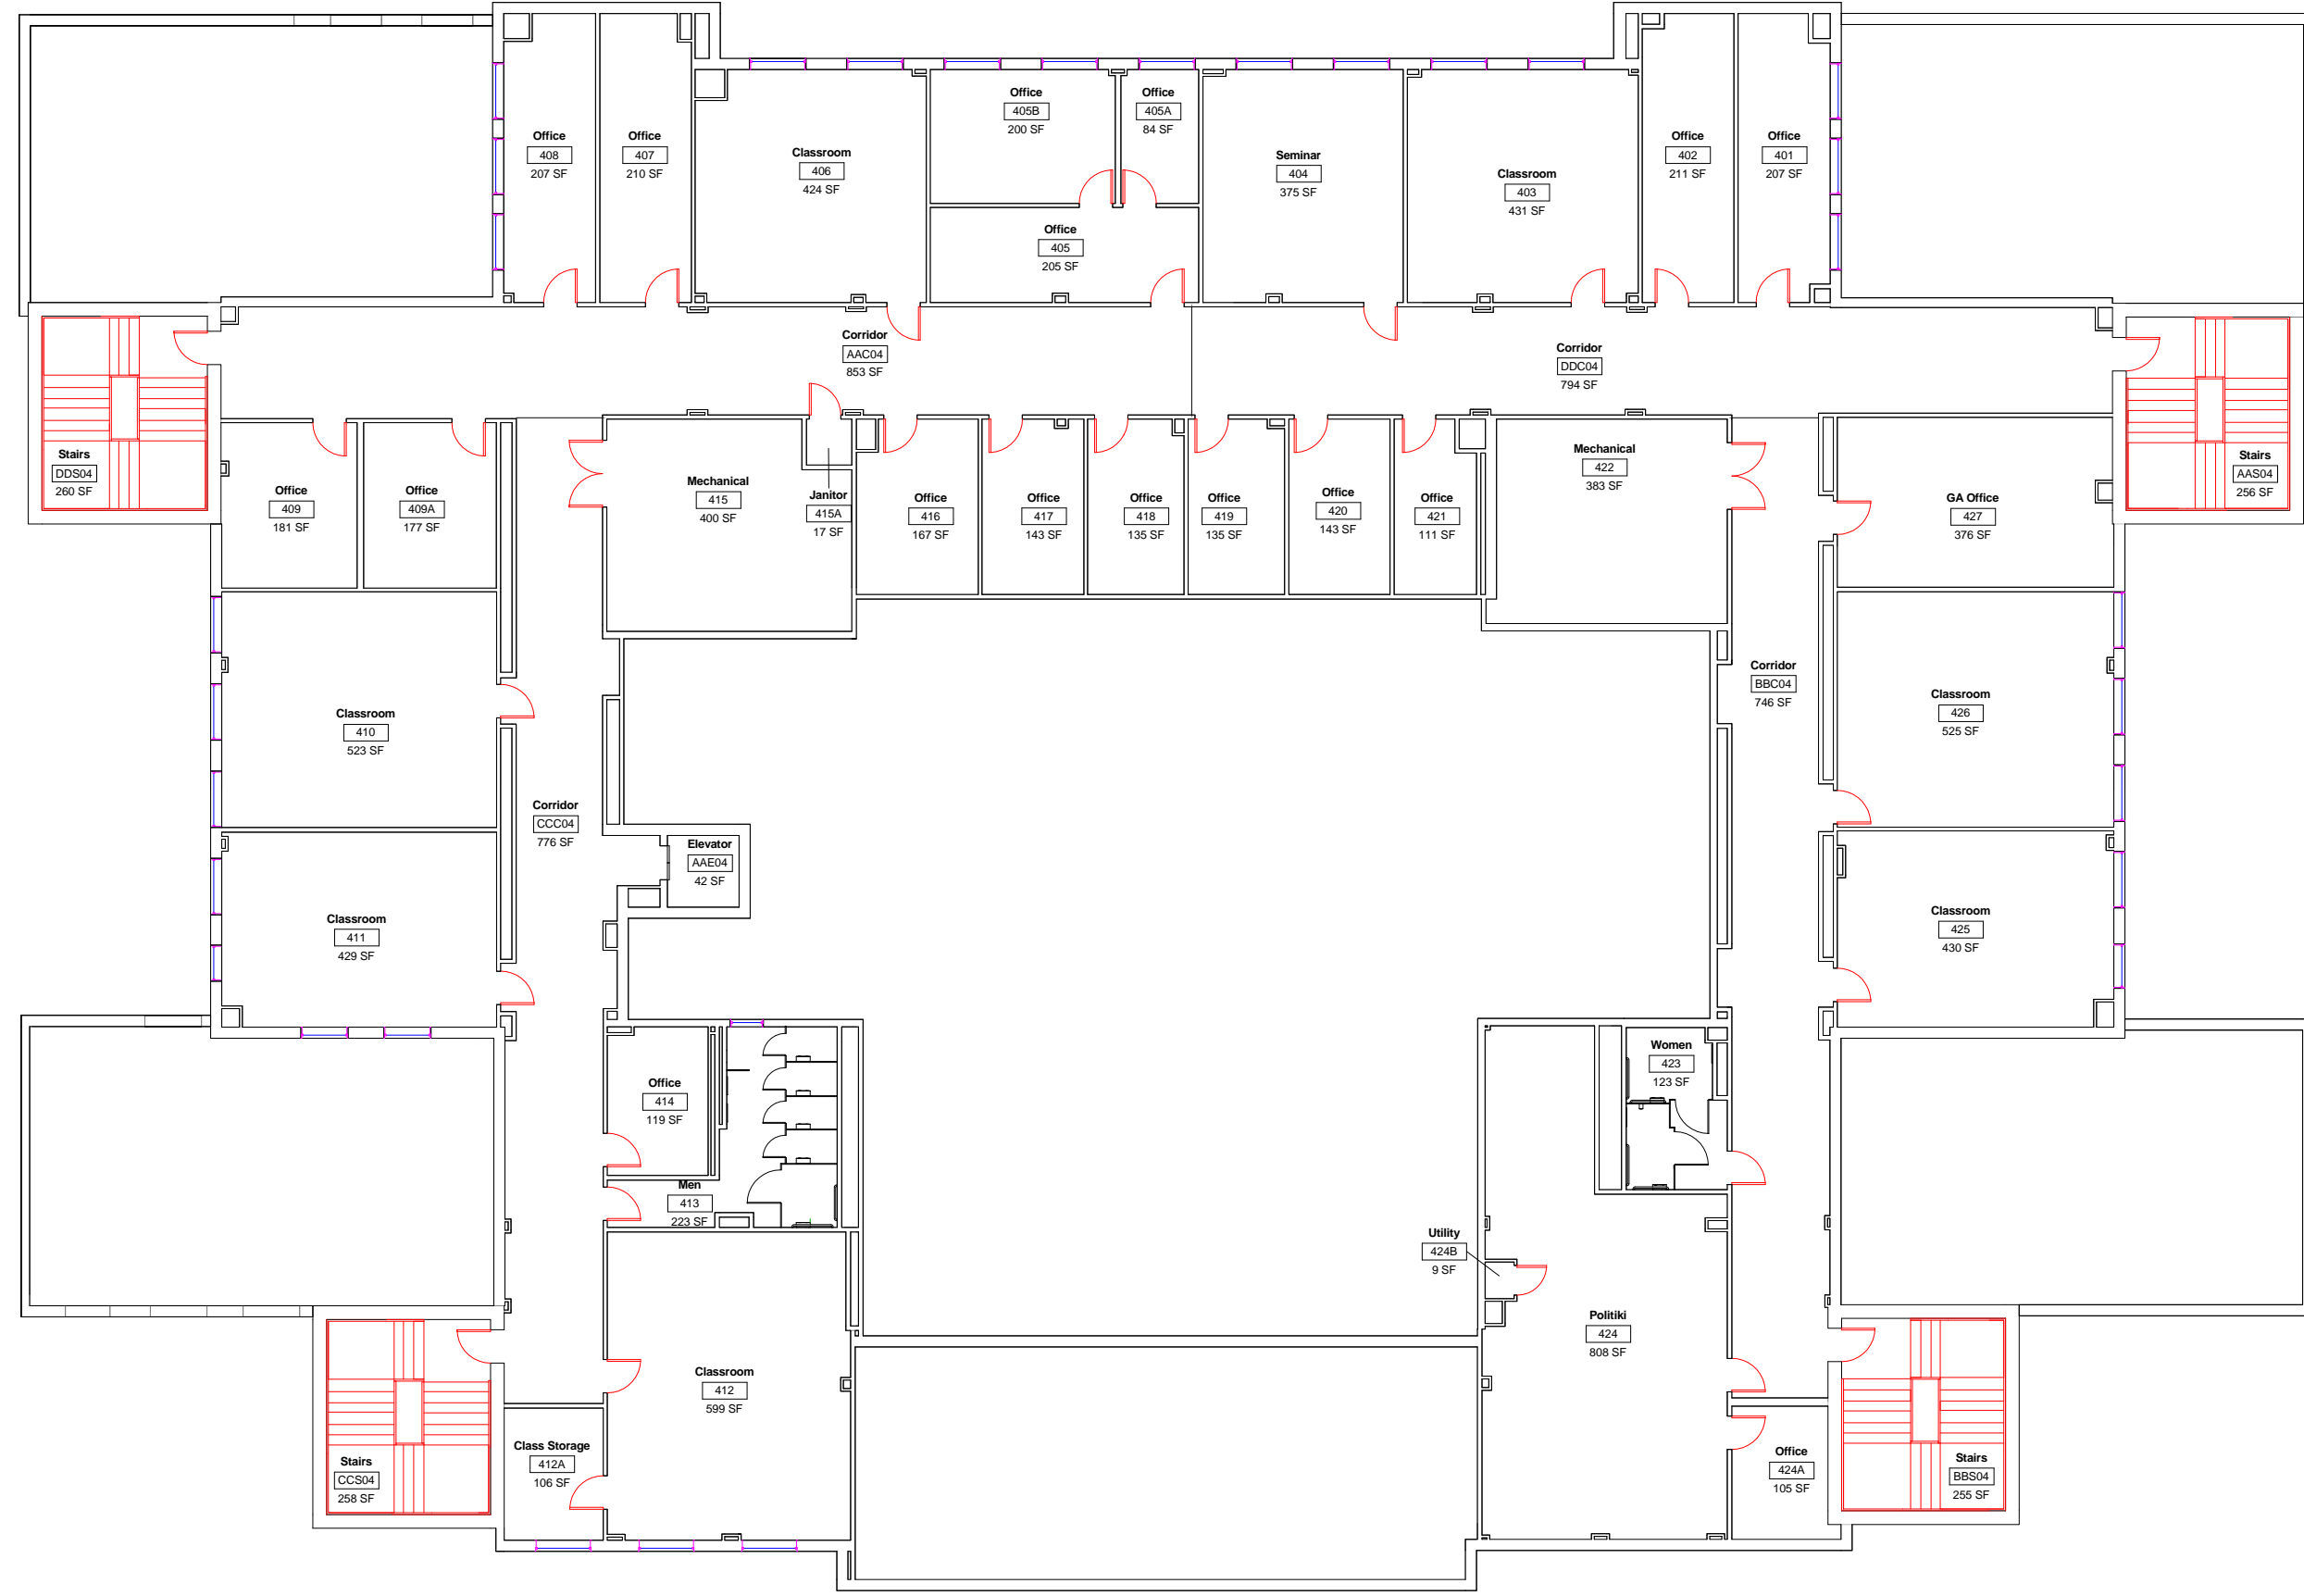 Office
408
207 SF
Office
407
210 SF
Classroom
406
424 SF
Office
405B
200 SF
Office
405A
84 SF
Office
405
205 SF
Seminar
404
375 SF
Classroom
403
431 SF
Office
402
211 SF
Office
401
207 SF
Corridor
AAC04
853 SF
Corridor
DDC04
794 SF
Stairs
DDS04
260 SF
Office
409
181 SF
Office
409A
177 SF
Mechanical
415
400 SF
Janitor
415A
17 SF
Office
416
167 SF
Office
417
143 SF
Office
418
135 SF
Office
419
135 SF
Office
420
143 SF
Office
421
111 SF
Mechanical
422
383 SF
GA Office
427
376 SF
Stairs
AAS04
256 SF
Classroom
410
523 SF
Corridor
CCC04
776 SF
Elevator
AAE04
42 SF
Corridor
BBC04
746 SF
Classroom
426
525 SF
Classroom
411
429 SF
Classroom
425
430 SF
Office
414
119 SF
Men
413
223 SF
Women
423
123 SF
Utility
424B
9 SF
Politiki
424
808 SF
Classroom
412
599 SF
Class Storage
412A
106 SF
Stairs
CCS04
258 SF
Office
424A
105 SF
Stairs
BBS04
255 SF